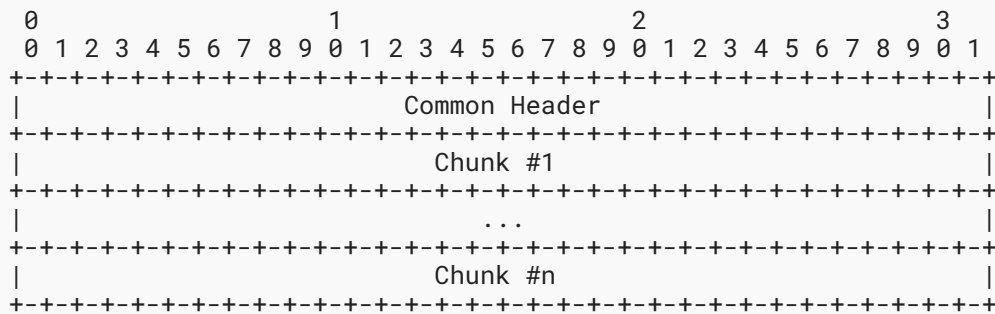 0                   1                   2                   3
 0 1 2 3 4 5 6 7 8 9 0 1 2 3 4 5 6 7 8 9 0 1 2 3 4 5 6 7 8 9 0 1
+-+-+-+-+-+-+-+-+-+-+-+-+-+-+-+-+-+-+-+-+-+-+-+-+-+-+-+-+-+-+-+-+
|                         Common Header                         |
+-+-+-+-+-+-+-+-+-+-+-+-+-+-+-+-+-+-+-+-+-+-+-+-+-+-+-+-+-+-+-+-+
|                           Chunk #1                            |
+-+-+-+-+-+-+-+-+-+-+-+-+-+-+-+-+-+-+-+-+-+-+-+-+-+-+-+-+-+-+-+-+
|                              ...                              |
+-+-+-+-+-+-+-+-+-+-+-+-+-+-+-+-+-+-+-+-+-+-+-+-+-+-+-+-+-+-+-+-+
|                           Chunk #n                            |
+-+-+-+-+-+-+-+-+-+-+-+-+-+-+-+-+-+-+-+-+-+-+-+-+-+-+-+-+-+-+-+-+